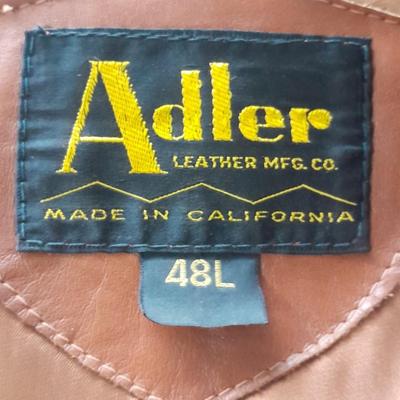 Adler
LEATHER MFG. CO.
MADE IN CALIFORNIA
48L